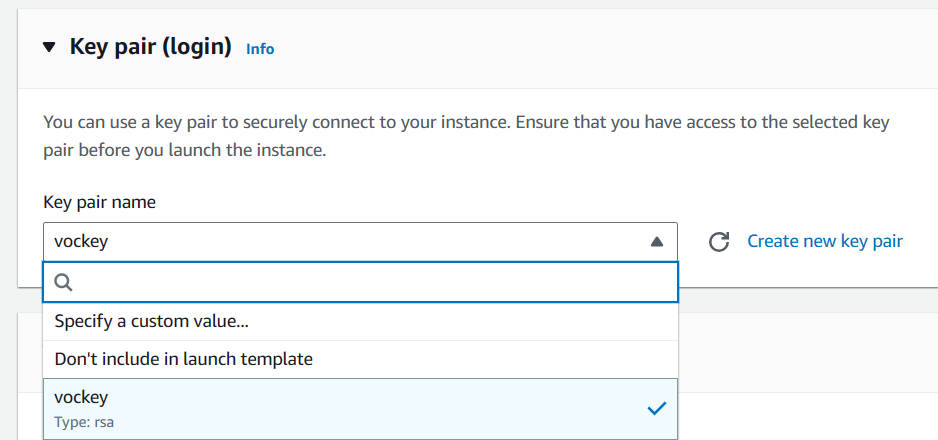 Key pair (login) Info
You can use a key pair to securely connect to your instance. Ensure that you have access to the selected key
pair before you launch the instance.
Key pair name
vockey
Create new key pair
Specify a custom value...
Don't include in launch template
vockey
Type: rsa